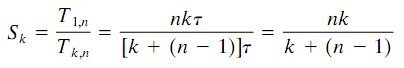 S_k = T_{1,n} / T_{k,n} = nkτ / [k + (n − 1)]τ = nk / k + (n − 1)